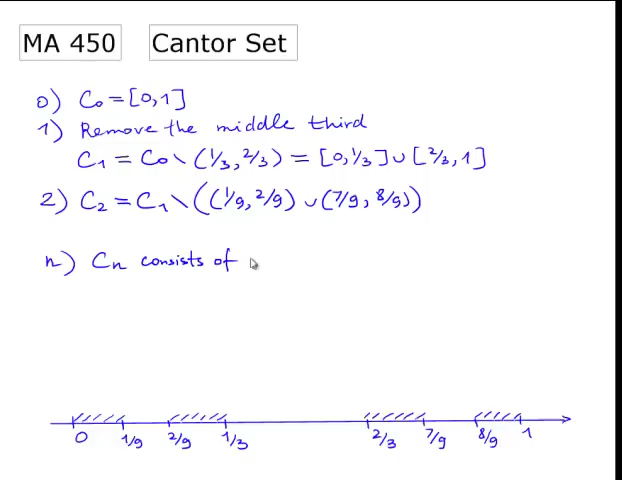 MA 450 Cantor Set
0) C₀ = [0,1]
1) Remove the middle third
C₁ = C₀ \ (1/3, 2/3) = [0, 1/3] ∪ [2/3, 1]
2) C₂ = C₁ \ ((1/9, 2/9) ∪ (7/9, 8/9))
n) Cn consists of
0 1/9 2/9 1/3 2/3 7/9 8/9 1